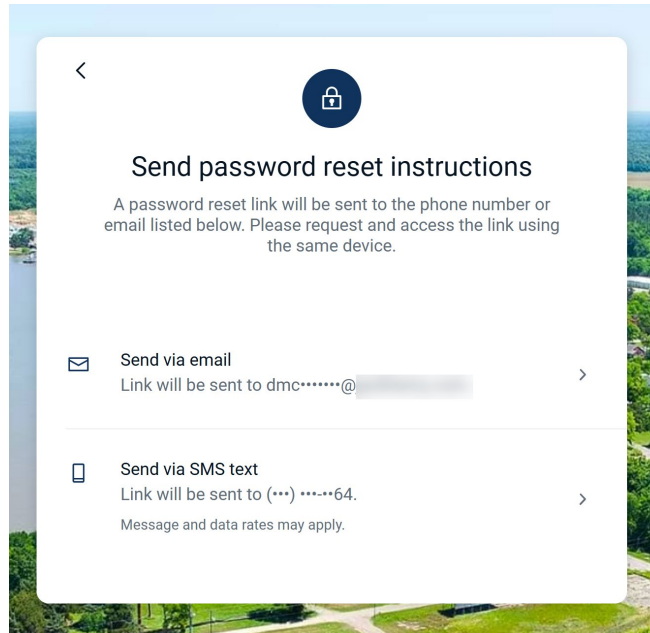 Send password reset instructions
A password reset link will be sent to the phone number or
email listed below. Please request and access the link using
the same device.
Send via email
Link will be sent to dmc•••••••@
Send via SMS text
Link will be sent to (•••) •••-••64.
Message and data rates may apply.